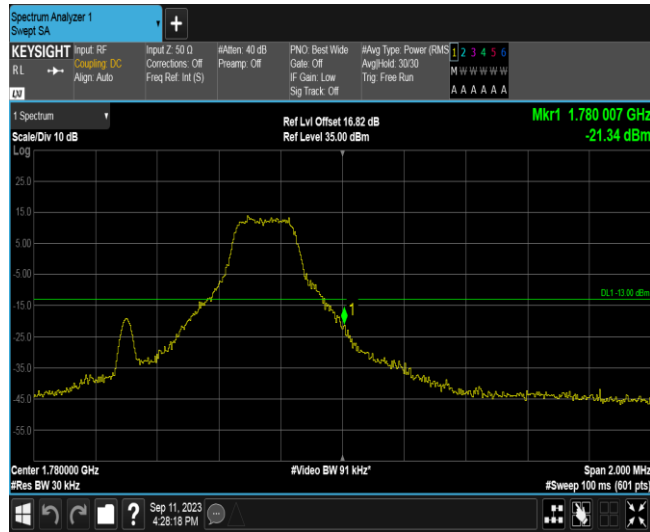 Spectrum Analyzer 1
Swept SA
+
KEYSIGHT
RL
LXI
Input: RF
Coupling: DC
Align: Auto
Input Z: 50 Ω
Corrections: Off
Freq Ref: Int (S)
#Atten: 40 dB
Preamp: Off
PNO: Best Wide
Gate: Off
IF Gain: Low
Sig Track: Off
#Avg Type: Power (RMS
Avg|Hold: 30/30
Trig: Free Run
1 2 3 4 5 6
M W W W W W
A A A A A A
1 Spectrum
Scale/Div 10 dB
Ref Lvl Offset 16.82 dB
Ref Level 35.00 dBm
Mkr1 1.780 007 GHz
-21.34 dBm
Log
25.0
15.0
5.00
-5.00
DL1 -13.00 dBm
-15.0
1
-25.0
-35.0
-45.0
-55.0
Center 1.780000 GHz
#Res BW 30 kHz
#Video BW 91 kHz*
Span 2.000 MHz
#Sweep 100 ms (601 pts)
?
Sep 11, 2023
4:28:18 PM